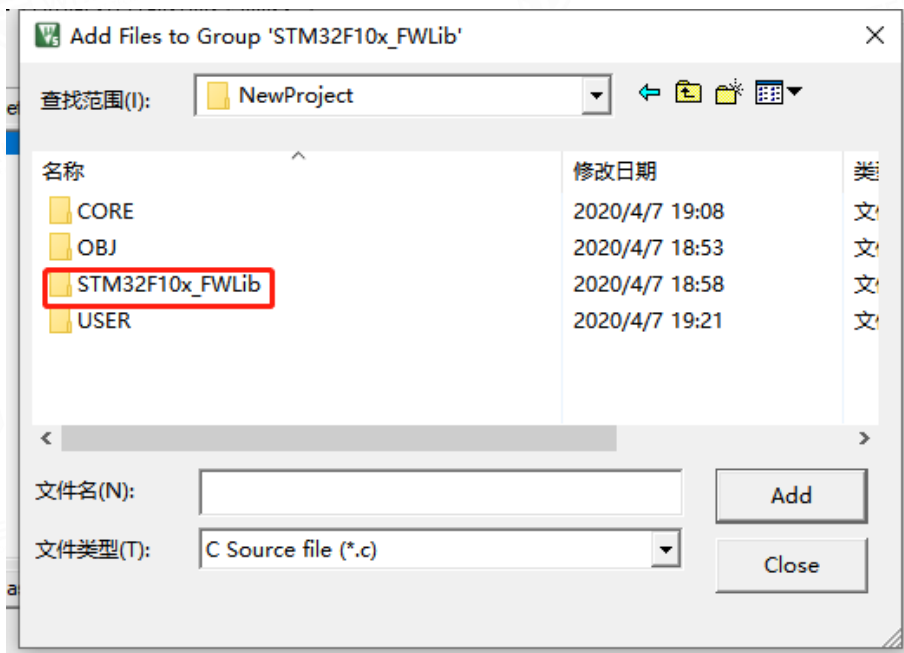 Add Files to Group 'STM32F10x_FWLib'
查找范围(I): NewProject
名称 修改日期
CORE 2020/4/7 19:08
OBJ 2020/4/7 18:53
STM32F10x_FWLib 2020/4/7 18:58
USER 2020/4/7 19:21
文件名(N): Add
文件类型(T): C Source file (*.c)
Close